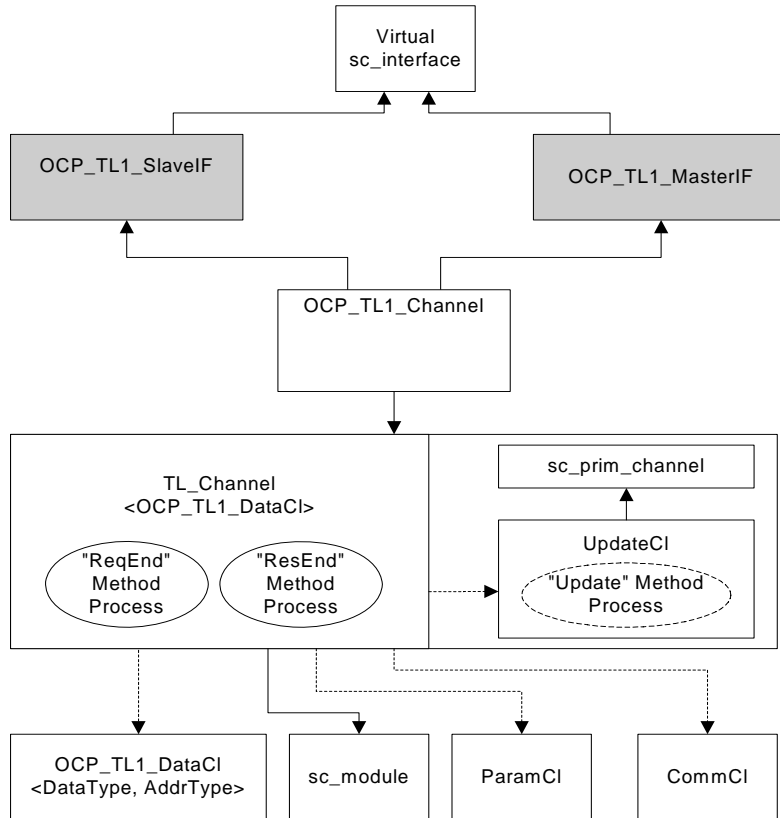 Virtual
sc_interface
OCP_TL1_SlaveIF
OCP_TL1_MasterIF
OCP_TL1_Channel
TL_Channel
<OCP_TL1_DataCl>
"ReqEnd"
Method
Process
"ResEnd"
Method
Process
sc_prim_channel
UpdateCl
"Update" Method
Process
OCP_TL1_DataCl
<DataType, AddrType>
sc_module
ParamCl
CommCl